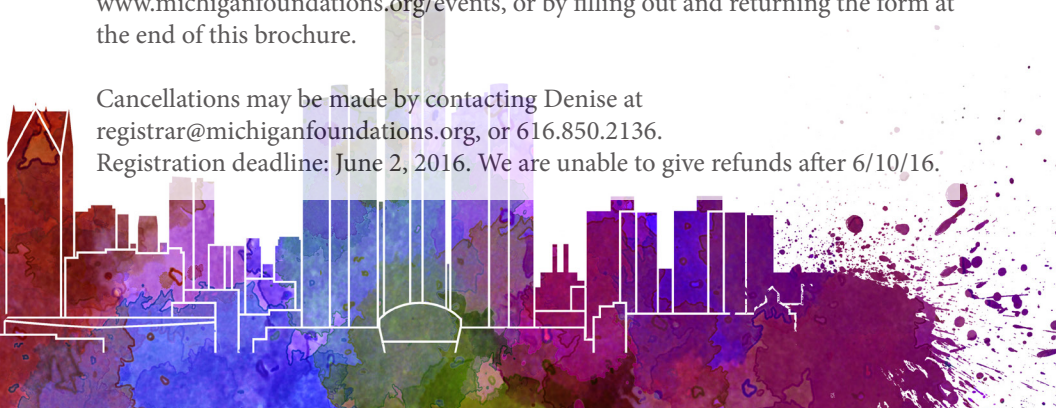 www.michiganfoundations.org/events, or by filling out and returning the form at
the end of this brochure.
Cancellations may be made by contacting Denise at
registrar@michiganfoundations.org, or 616.850.2136.
Registration deadline: June 2, 2016. We are unable to give refunds after 6/10/16.